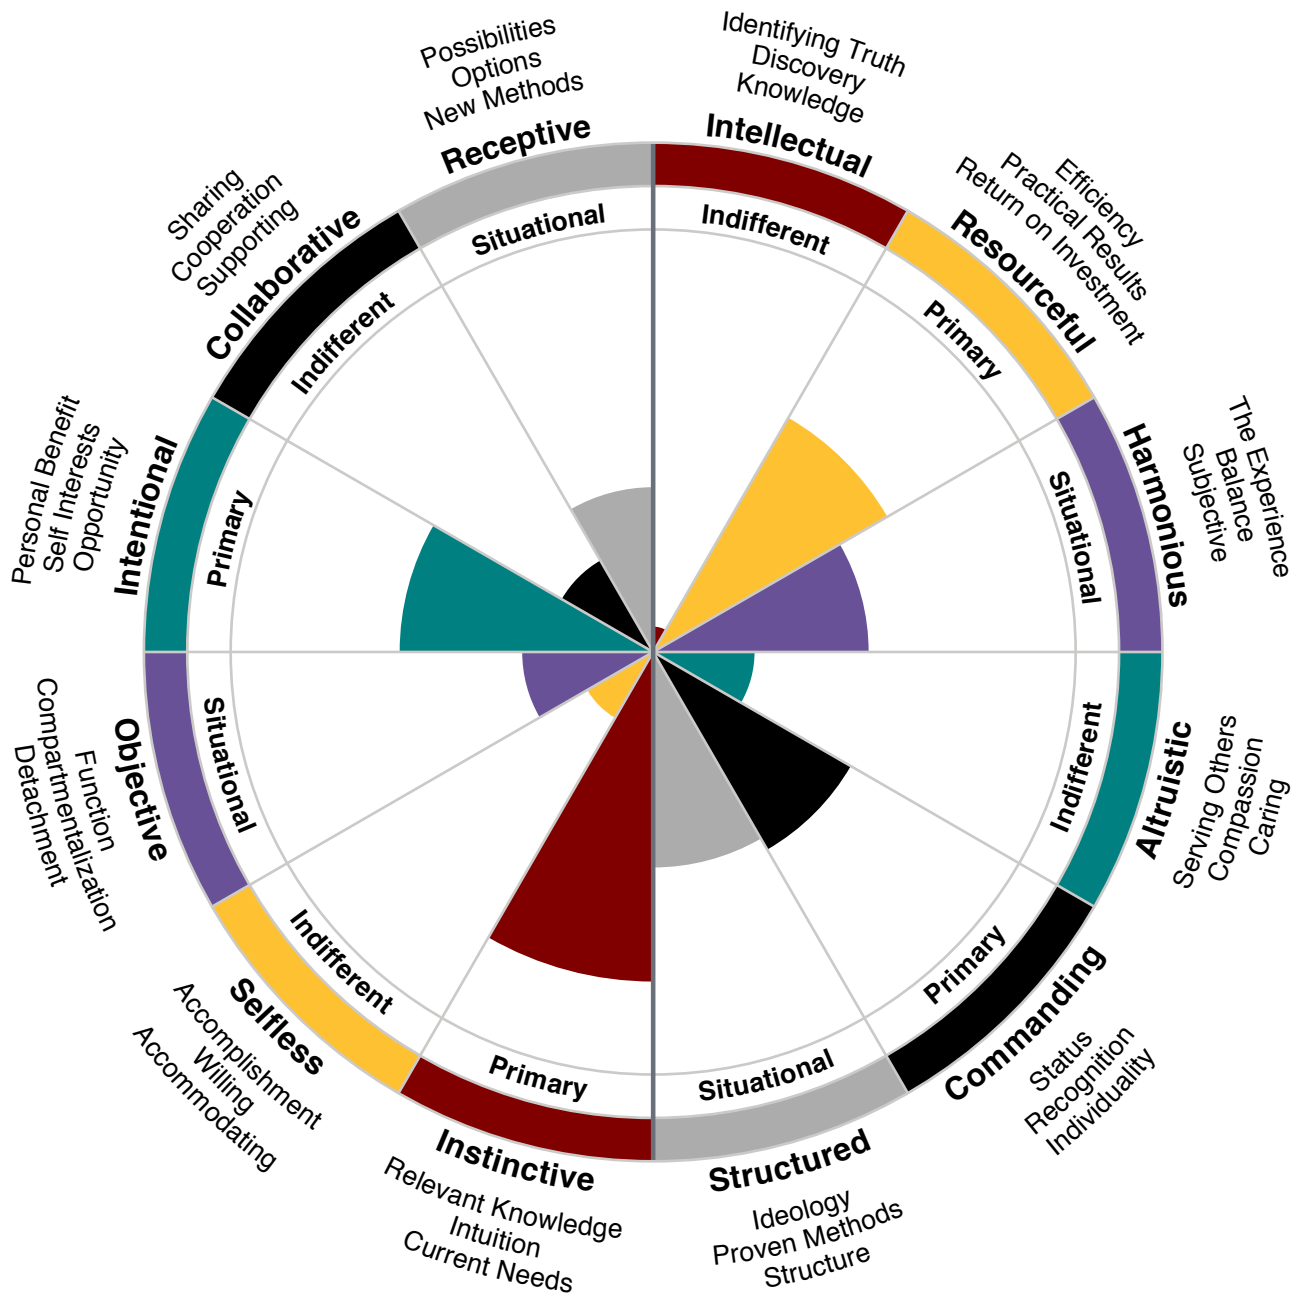 Identifying Truth
Discovery
Knowledge
Intellectual
Indifferent
Efficiency
Practical Results
Return on Investment
Resourceful
Primary
The Experience
Balance
Subjective
Harmonious
Situational
Altruistic
Indifferent
Serving Others
Compassion
Caring
Commanding
Primary
Status
Recognition
Individuality
Situational
Structured
Ideology
Proven Methods
Structure
Primary
Instinctive
Relevant Knowledge
Intuition
Current Needs
Indifferent
Selfless
Accomplishment
Willing
Accommodating
Situational
Objective
Function
Compartmentalization
Detachment
Personal Benefit
Self Interests
Opportunity
Intentional
Primary
Sharing
Cooperation
Supporting
Collaborative
Indifferent
Possibilities
Options
New Methods
Receptive
Situational